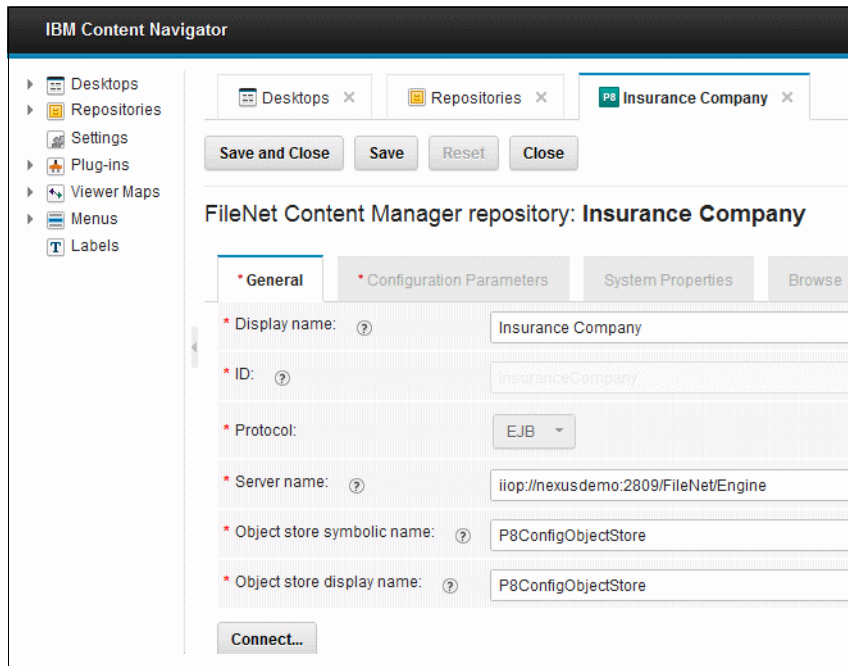 IBM Content Navigator
Desktops
Repositories
Settings
Plug-ins
Viewer Maps
Menus
Labels
Desktops
Repositories
P8 Insurance Company
Save and Close Save Reset Close
FileNet Content Manager repository: Insurance Company
* General * Configuration Parameters System Properties Browse
* Display name: ? Insurance Company
* ID: ? InsuranceCompany
* Protocol: EJB
* Server name: ? iiop://nexusdemo:2809/FileNet/Engine
* Object store symbolic name: ? P8ConfigObjectStore
* Object store display name: ? P8ConfigObjectStore
Connect...